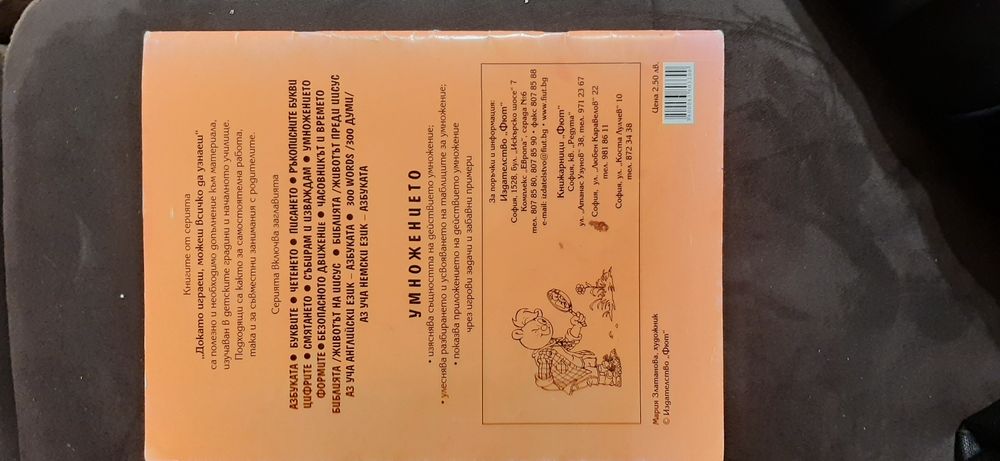 Книгите от серията
„Докато играеш, можеш всичко да узнаеш“
са полезно и необходимо допълнение към материала,
изучаван в детските градини и началното училище.
Подходящи са както за самостоятелна работа,
така и за съвместни занимания с родителите.
Серията включва заглавията
АЗБУКАТА • БУКВИТЕ • ЧЕТЕНЕТО • ПИСАНЕТО • РЪКОПИСНИТЕ БУКВИ
ЦИФРИТЕ • СМЯТАНЕТО • СЪБИРАМ И ИЗВАЖДАМ • УМНОЖЕНИЕТО
ФОРМИТЕ • БЕЗОПАСНОТО ДВИЖЕНИЕ • ЧАСОВНИКЪТ И ВРЕМЕТО
БИБЛИЯТА /ЖИВОТЪТ НА ИИСУС • БИБЛИЯТА /ЖИВОТЪТ ПРЕДИ ИИСУС
АЗ УЧА АНГЛИЙСКИ ЕЗИК – АЗБУКАТА • 300 WORDS /300 ДУМИ/
АЗ УЧА НЕМСКИ ЕЗИК – АЗБУКАТА
УМНОЖЕНИЕТО
• изяснява същността на действието умножение;
• улеснява разбирането и усвояването на таблиците за умножение;
• показва приложението на действието умножение
чрез игрови задачи и забавни примери
За поръчки и информация:
Издателство „Фют“
София, 1528, бул. „Искърско шосе“ 7
Комплекс „Европа“, сграда №6
тел. 807 85 80, 807 85 90 • факс 807 85 88
e-mail: izdatelstvo@fiut.bg • www.fiut.bg
Книжарници „Фют“
София, кв. „Редута“
ул. „Атанас Узунов“ 38, тел. 971 23 67
София, ул. „Любен Каравелов“ 22
тел. 981 86 11
София, ул. „Коста Лулчев“ 10
тел. 872 34 38
Мария Златанова, художник
© Издателство „Фют“
Цена 2.50 лв.